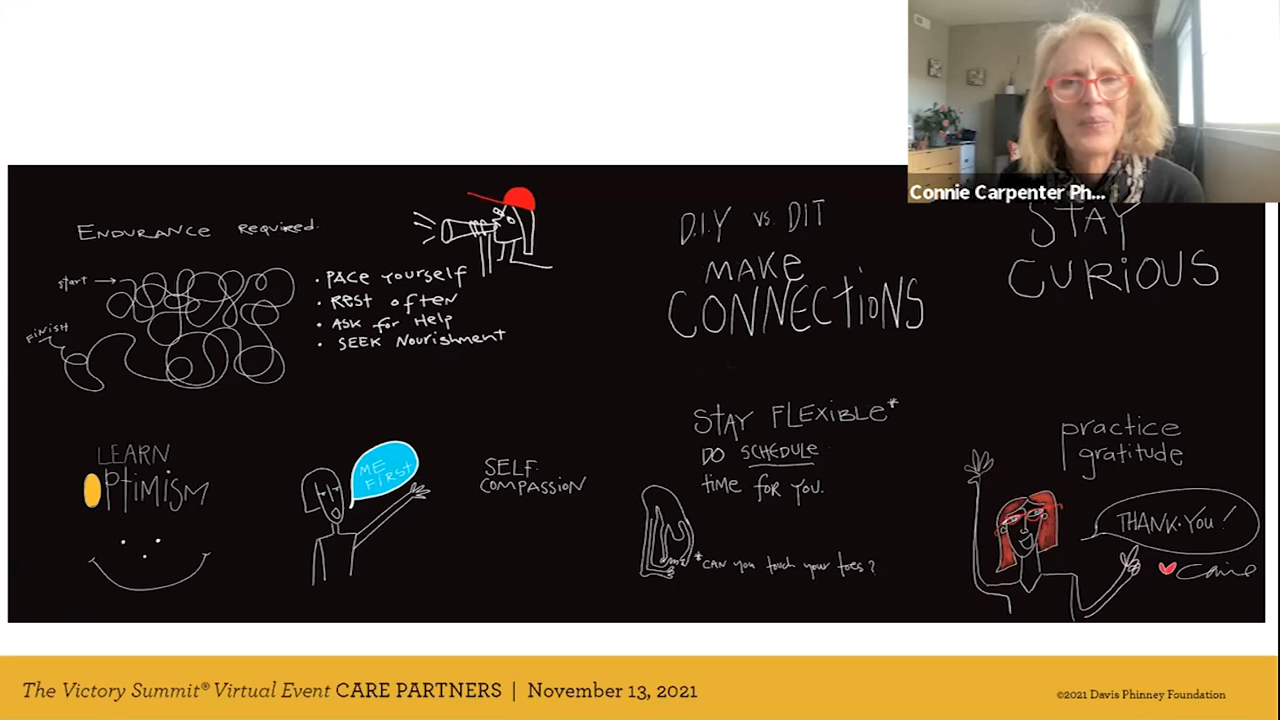 Connie Carpenter Ph...
ENDURANCE REQUIRED.
start →
FINISH
• PACE YOURSELF
• REST OFTEN
• ASK for Help
• SEEK Nourishment
D.I.Y vs. DIT
MAKE
CONNECTIONS
STAY
CURIOUS
LEARN
OPTIMISM
ME
FIRST
SELF-
COMPASSION
STAY FLEXIBLE*
DO SCHEDULE
time for you.
*CAN you touch your toes?
practice
gratitude
THANK·YOU!
The Victory Summit® Virtual Event CARE PARTNERS | November 13, 2021
©2021 Davis Phinney Foundation